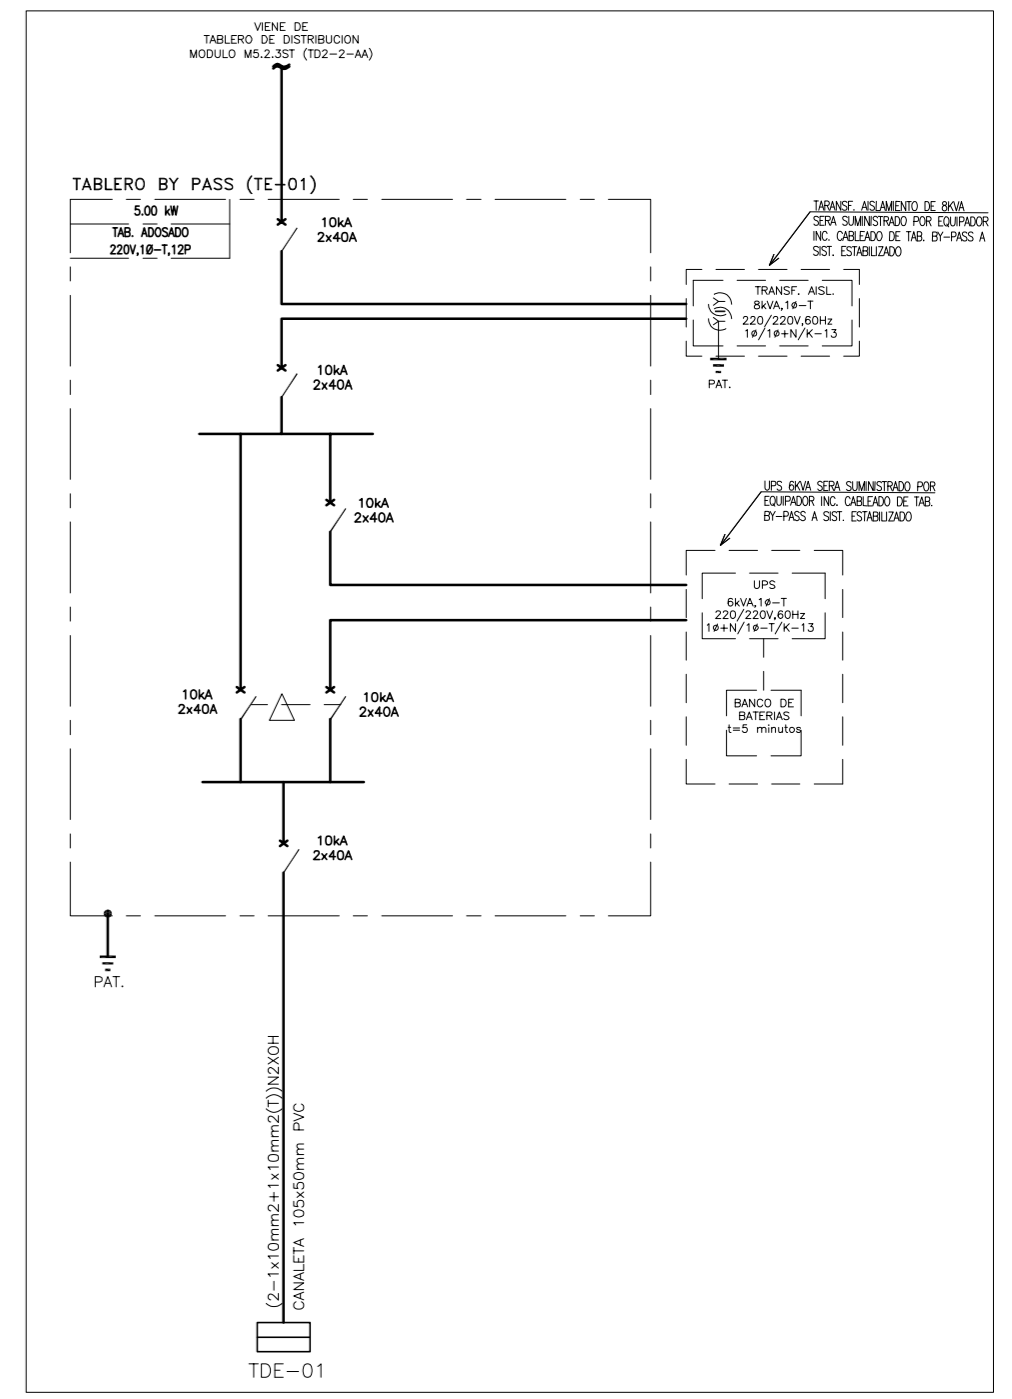 VIENE DE
TABLERO DE DISTRIBUCION
MODULO M5.2.3ST (TD2-2-AA)
TABLERO BY PASS (TE-01)
5.00 kW
TAB. ADOSADO
220V,1Ø-T,12P
10kA
2x40A
TARANSF. AISLAMIENTO DE 8KVA
SERA SUMINISTRADO POR EQUIPADOR
INC. CABLEADO DE TAB. BY-PASS A
SIST. ESTABILIZADO
TRANSF. AISL.
8kVA,1ø-T
220/220V,60Hz
1ø/1ø+N/K-13
PAT.
10kA
2x40A
UPS 6KVA SERA SUMINISTRADO POR
EQUIPADOR INC. CABLEADO DE TAB.
BY-PASS A SIST. ESTABILIZADO
10kA
2x40A
UPS
6kVA,1ø-T
220/220V,60Hz
1ø+N/1ø-T/K-13
10kA
2x40A
10kA
2x40A
BANCO DE
BATERIAS
t=5 minutos
10kA
2x40A
PAT.
(2-1x10mm2+1x10mm2(T))N2XOH
CANALETA 105x50mm PVC
TDE-01